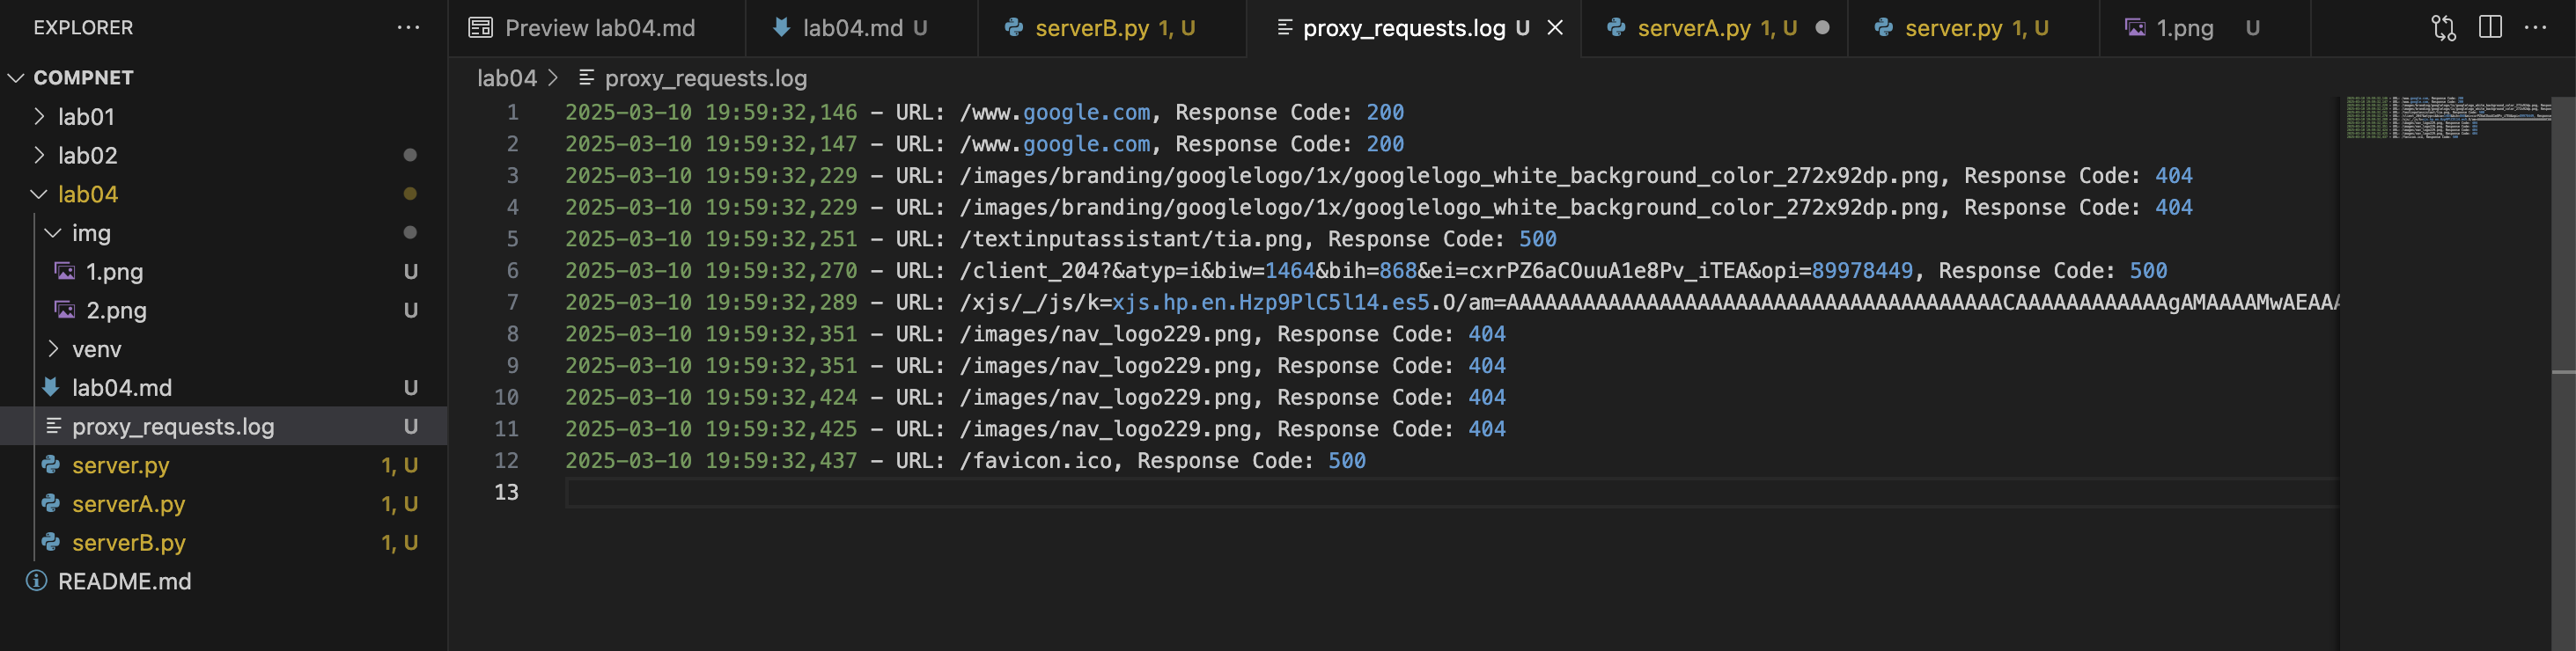 EXPLORER
COMPNET
lab01
lab02
lab04
img
1.png U
2.png U
venv
lab04.md U
proxy_requests.log U
server.py 1, U
serverA.py 1, U
serverB.py 1, U
README.md
Preview lab04.md
lab04.md U
serverB.py 1, U
proxy_requests.log U
serverA.py 1, U
server.py 1, U
1.png U
lab04 > proxy_requests.log
1 2025-03-10 19:59:32,146 - URL: /www.google.com, Response Code: 200
2 2025-03-10 19:59:32,147 - URL: /www.google.com, Response Code: 200
3 2025-03-10 19:59:32,229 - URL: /images/branding/googlelogo/1x/googlelogo_white_background_color_272x92dp.png, Response Code: 404
4 2025-03-10 19:59:32,229 - URL: /images/branding/googlelogo/1x/googlelogo_white_background_color_272x92dp.png, Response Code: 404
5 2025-03-10 19:59:32,251 - URL: /textinputassistant/tia.png, Response Code: 500
6 2025-03-10 19:59:32,270 - URL: /client_204?&atyp=i&biw=1464&bih=868&ei=cxrPZ6aCOuuA1e8Pv_iTEA&opi=89978449, Response Code: 500
7 2025-03-10 19:59:32,289 - URL: /xjs/_/js/k=xjs.hp.en.Hzp9PlC5l14.es5.O/am=AAAAAAAAAAAAAAAAAAAAAAAAAAAAAAAAAAAAAAACAAAAAAAAAAAAgAMAAAAMwAEAAA
8 2025-03-10 19:59:32,351 - URL: /images/nav_logo229.png, Response Code: 404
9 2025-03-10 19:59:32,351 - URL: /images/nav_logo229.png, Response Code: 404
10 2025-03-10 19:59:32,424 - URL: /images/nav_logo229.png, Response Code: 404
11 2025-03-10 19:59:32,425 - URL: /images/nav_logo229.png, Response Code: 404
12 2025-03-10 19:59:32,437 - URL: /favicon.ico, Response Code: 500
13